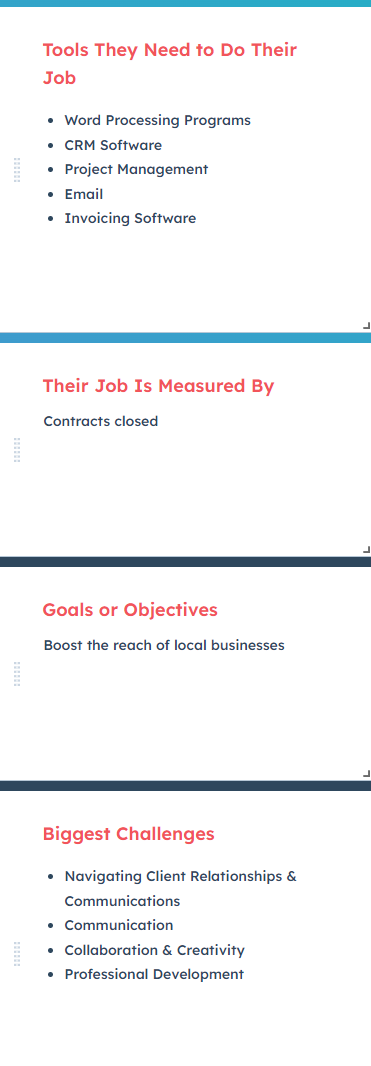 Tools They Need to Do Their
Job
Word Processing Programs
CRM Software
Project Management
Email
Invoicing Software
Their Job Is Measured By
Contracts closed
Goals or Objectives
Boost the reach of local businesses
Biggest Challenges
Navigating Client Relationships &
Communications
Communication
Collaboration & Creativity
Professional Development